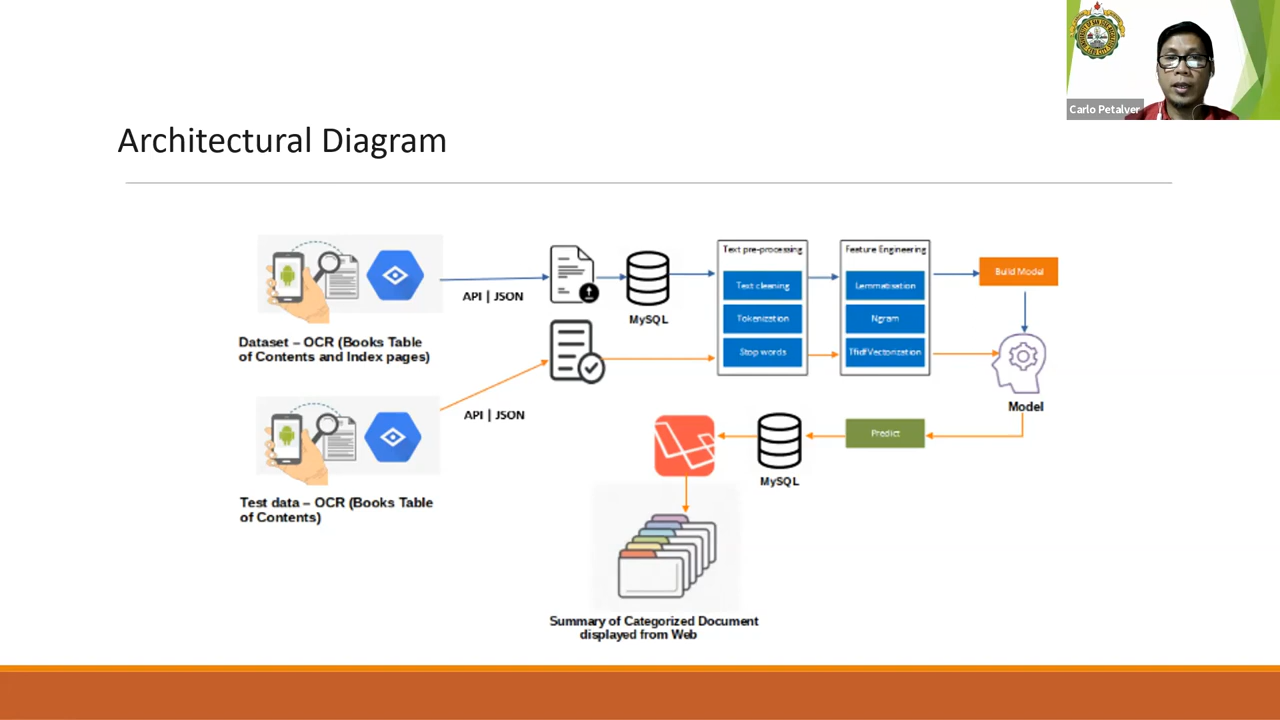 Carlo Petalver
Architectural Diagram
API | JSON
MySQL
Dataset – OCR (Books Table
of Contents and Index pages)
Text pre-processing
Text cleaning
Tokenization
Stop words
Feature Engineering
Lemmatisation
Ngram
TfidfVectorization
Build Model
Model
API | JSON
Test data – OCR (Books Table
of Contents)
Predict
MySQL
Summary of Categorized Document
displayed from Web